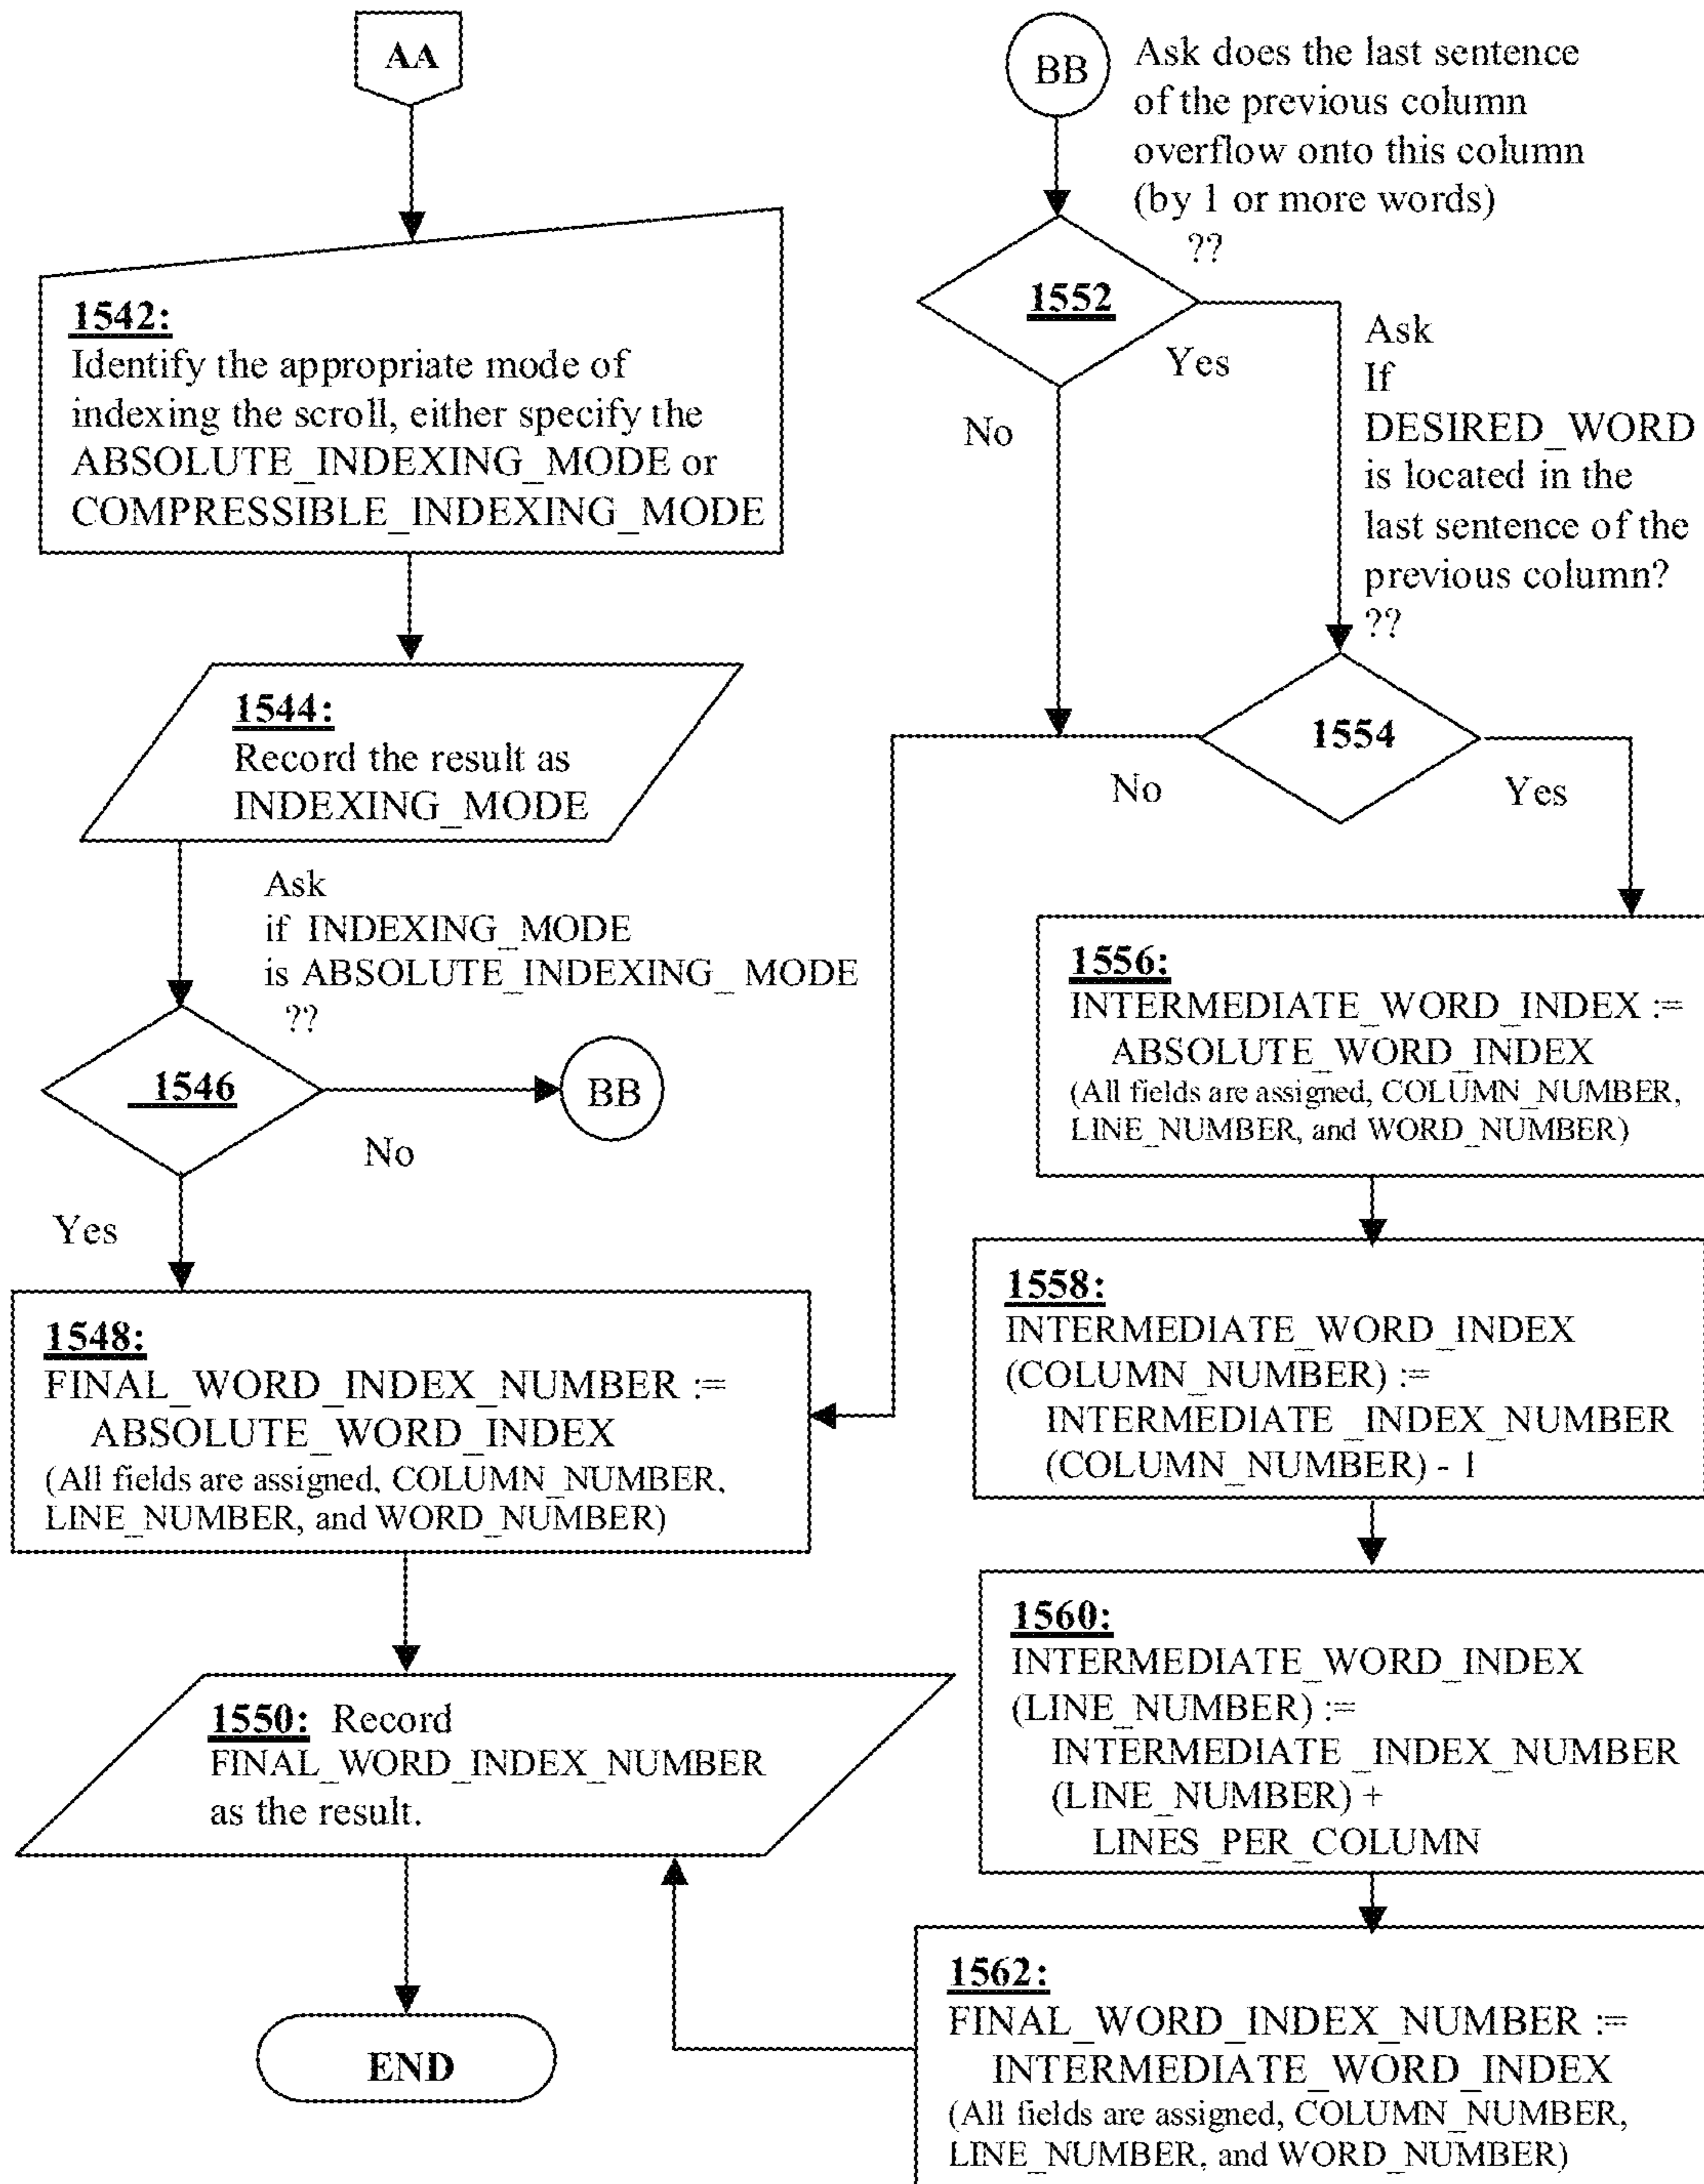 AA
1542:
Identify the appropriate mode of
indexing the scroll, either specify the
ABSOLUTE_INDEXING_MODE or
COMPRESSIBLE_INDEXING_MODE
1544:
Record the result as
INDEXING_MODE
Ask
if INDEXING_MODE
is ABSOLUTE_INDEXING_ MODE
??
1546
BB
No
Yes
1548:
FINAL_WORD_INDEX_NUMBER :=
ABSOLUTE_WORD_INDEX
(All fields are assigned, COLUMN_NUMBER,
LINE_NUMBER, and WORD_NUMBER)
1550: Record
FINAL_WORD_INDEX_NUMBER
as the result.
END
BB
Ask does the last sentence
of the previous column
overflow onto this column
(by 1 or more words)
??
1552
Yes
No
Ask
If
DESIRED_WORD
is located in the
last sentence of the
previous column?
??
1554
No
Yes
1556:
INTERMEDIATE_WORD_INDEX :=
ABSOLUTE_WORD_INDEX
(All fields are assigned, COLUMN_NUMBER,
LINE_NUMBER, and WORD_NUMBER)
1558:
INTERMEDIATE_WORD_INDEX
(COLUMN_NUMBER) :=
INTERMEDIATE _INDEX_NUMBER
(COLUMN_NUMBER) - 1
1560:
INTERMEDIATE_WORD_INDEX
(LINE_NUMBER) :=
INTERMEDIATE _INDEX_NUMBER
(LINE_NUMBER) +
LINES_PER_COLUMN
1562:
FINAL_WORD_INDEX_NUMBER :=
INTERMEDIATE_WORD_INDEX
(All fields are assigned, COLUMN_NUMBER,
LINE_NUMBER, and WORD_NUMBER)